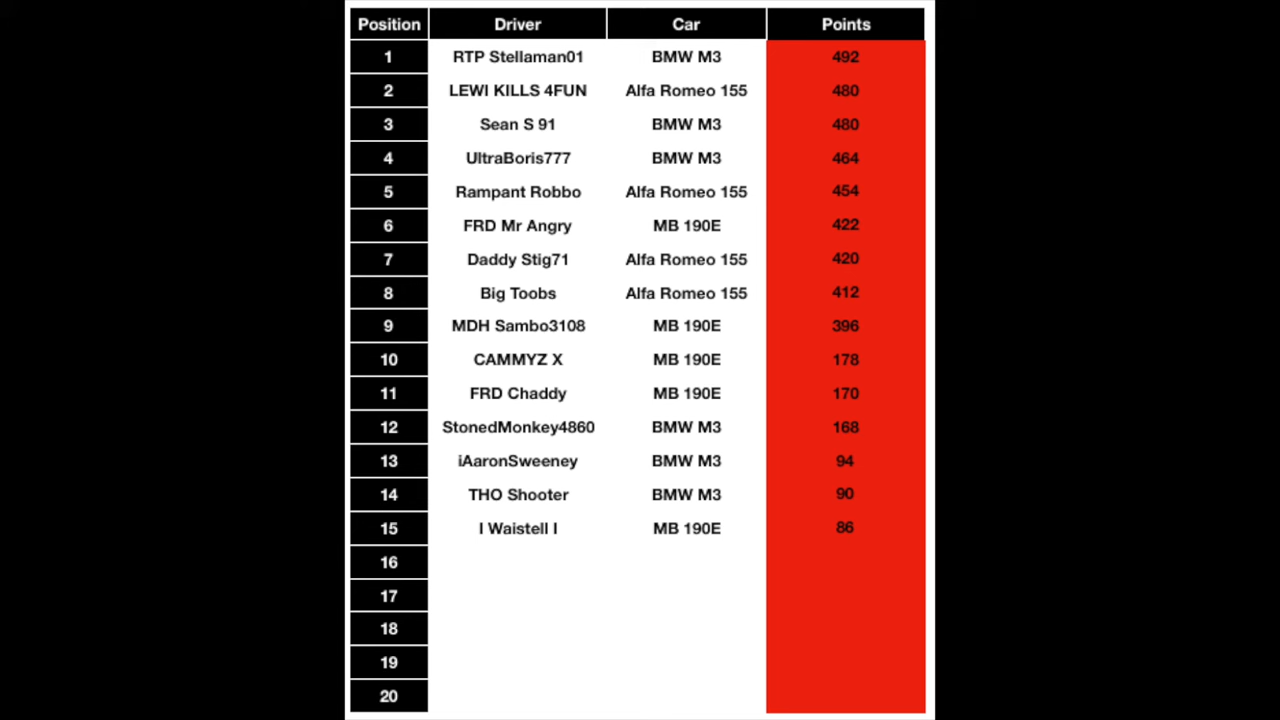 Position Driver Car Points
1 RTP Stellaman01 BMW M3 492
2 LEWI KILLS 4FUN Alfa Romeo 155 480
3 Sean S 91 BMW M3 480
4 UltraBoris777 BMW M3 464
5 Rampant Robbo Alfa Romeo 155 454
6 FRD Mr Angry MB 190E 422
7 Daddy Stig71 Alfa Romeo 155 420
8 Big Toobs Alfa Romeo 155 412
9 MDH Sambo3108 MB 190E 396
10 CAMMYZ X MB 190E 178
11 FRD Chaddy MB 190E 170
12 StonedMonkey4860 BMW M3 168
13 iAaronSweeney BMW M3 94
14 THO Shooter BMW M3 90
15 I Waistell I MB 190E 86
16
17
18
19
20